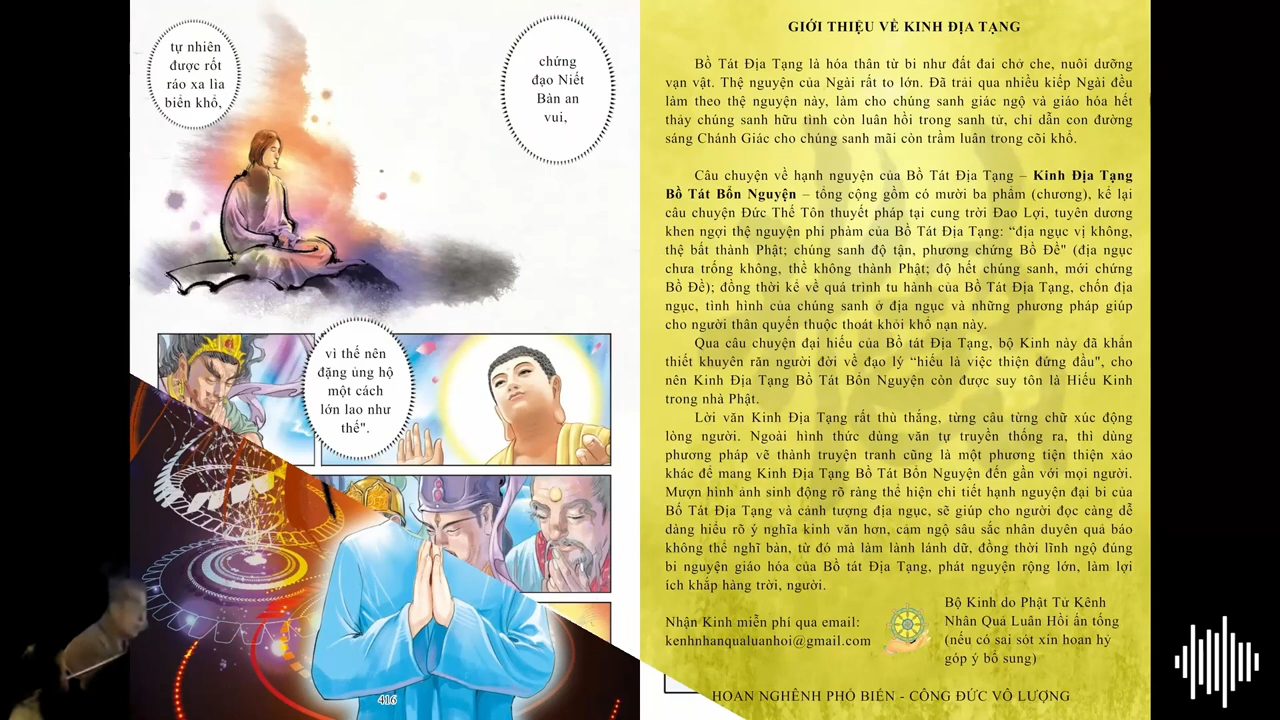 tự nhiên
được rốt
ráo xa lìa
biển khổ,
chứng
đạo Niết
Bàn an
vui,
vì thế nên
đặng ủng hộ
một cách
lớn lao như
thế".
416
GIỚI THIỆU VỀ KINH ĐỊA TẠNG
Bồ Tát Địa Tạng là hóa thân từ bi như đất đai chở che, nuôi dưỡng
vạn vật. Thệ nguyện của Ngài rất to lớn. Đã trải qua nhiều kiếp Ngài đều
làm theo thệ nguyện này, làm cho chúng sanh giác ngộ và giáo hóa hết
thảy chúng sanh hữu tình còn luân hồi trong sanh tử, chỉ dẫn con đường
sáng Chánh Giác cho chúng sanh mãi còn trầm luân trong cõi khổ.
Câu chuyện về hạnh nguyện của Bồ Tát Địa Tạng – Kinh Địa Tạng
Bồ Tát Bổn Nguyện – tổng cộng gồm có mười ba phẩm (chương), kể lại
câu chuyện Đức Thế Tôn thuyết pháp tại cung trời Đao Lợi, tuyên dương
khen ngợi thệ nguyện phi phàm của Bồ Tát Địa Tạng: “địa ngục vị không,
thệ bất thành Phật; chúng sanh độ tận, phương chứng Bồ Đề" (địa ngục
chưa trống không, thề không thành Phật; độ hết chúng sanh, mới chứng
Bồ Đề); đồng thời kể về quá trình tu hành của Bồ Tát Địa Tạng, chốn địa
ngục, tình hình của chúng sanh ở địa ngục và những phương pháp giúp
cho người thân quyến thuộc thoát khỏi khổ nạn này.
Qua câu chuyện đại hiếu của Bồ tát Địa Tạng, bộ Kinh này đã khẩn
thiết khuyên răn người đời về đạo lý “hiếu là việc thiện đứng đầu", cho
nên Kinh Địa Tạng Bồ Tát Bổn Nguyện còn được suy tôn là Hiếu Kinh
trong nhà Phật.
Lời văn Kinh Địa Tạng rất thù thắng, từng câu từng chữ xúc động
lòng người. Ngoài hình thức dùng văn tự truyền thống ra, thì dùng
phương pháp vẽ thành truyện tranh cũng là một phương tiện thiện xảo
khác để mang Kinh Địa Tạng Bồ Tát Bổn Nguyện đến gần với mọi người.
Mượn hình ảnh sinh động rõ ràng thể hiện chi tiết hạnh nguyện đại bi của
Bồ Tát Địa Tạng và cảnh tượng địa ngục, sẽ giúp cho người đọc càng dễ
dàng hiểu rõ ý nghĩa kinh văn hơn, cảm ngộ sâu sắc nhân duyên quả báo
không thể nghĩ bàn, từ đó mà làm lành lánh dữ, đồng thời lĩnh ngộ đúng
bi nguyện giáo hóa của Bồ tát Địa Tạng, phát nguyện rộng lớn, làm lợi
ích khắp hàng trời, người.
Nhận Kinh miễn phí qua email:
kenhnhanqualuanhoi@gmail.com
Bộ Kinh do Phật Tử Kênh
Nhân Quả Luân Hồi ấn tống
(nếu có sai sót xin hoan hỷ
góp ý bổ sung)
HOAN NGHÊNH PHỔ BIẾN - CÔNG ĐỨC VÔ LƯỢNG